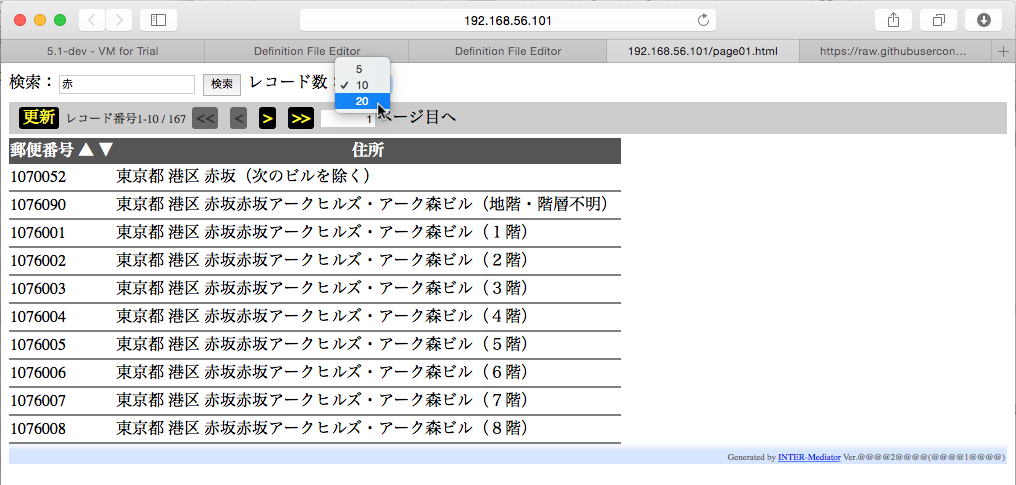 192.168.56.101
5.1-dev - VM for Trial
Definition File Editor
Definition File Editor
192.168.56.101/page01.html
https://raw.githubusercon...
検索： 赤 検索 レコード数：
5
✓ 10
20
更新 レコード番号1-10 / 167 << < > >> 1 ページ目へ
郵便番号 ▲ ▼ 住所
1070052 東京都 港区 赤坂（次のビルを除く）
1076090 東京都 港区 赤坂赤坂アークヒルズ・アーク森ビル（地階・階層不明）
1076001 東京都 港区 赤坂赤坂アークヒルズ・アーク森ビル（１階）
1076002 東京都 港区 赤坂赤坂アークヒルズ・アーク森ビル（２階）
1076003 東京都 港区 赤坂赤坂アークヒルズ・アーク森ビル（３階）
1076004 東京都 港区 赤坂赤坂アークヒルズ・アーク森ビル（４階）
1076005 東京都 港区 赤坂赤坂アークヒルズ・アーク森ビル（５階）
1076006 東京都 港区 赤坂赤坂アークヒルズ・アーク森ビル（６階）
1076007 東京都 港区 赤坂赤坂アークヒルズ・アーク森ビル（７階）
1076008 東京都 港区 赤坂赤坂アークヒルズ・アーク森ビル（８階）
Generated by INTER-Mediator Ver.@@@@2@@@@(@@@@1@@@@)